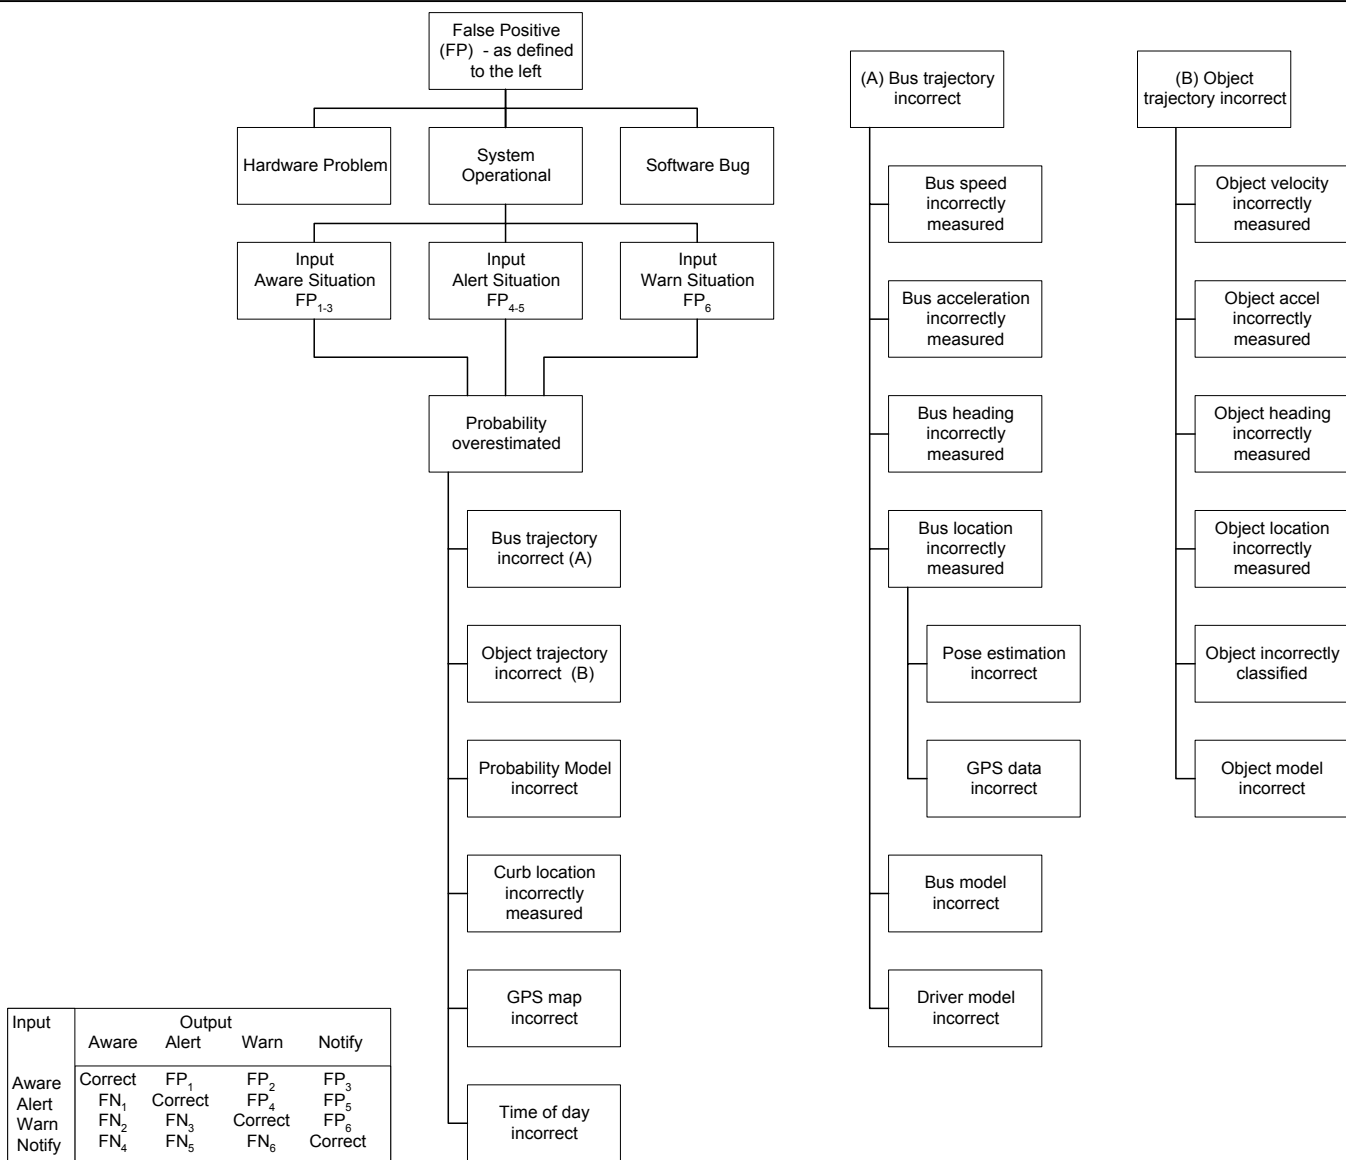 False Positive
(FP) - as defined
to the left
Hardware Problem
System
Operational
Software Bug
Input
Aware Situation
FP1-3
Input
Alert Situation
FP4-5
Input
Warn Situation
FP6
Probability
overestimated
Bus trajectory
incorrect (A)
Object trajectory
incorrect (B)
Probability Model
incorrect
Curb location
incorrectly
measured
GPS map
incorrect
Time of day
incorrect
(A) Bus trajectory
incorrect
Bus speed
incorrectly
measured
Bus acceleration
incorrectly
measured
Bus heading
incorrectly
measured
Bus location
incorrectly
measured
Pose estimation
incorrect
GPS data
incorrect
Bus model
incorrect
Driver model
incorrect
(B) Object
trajectory incorrect
Object velocity
incorrectly
measured
Object accel
incorrectly
measured
Object heading
incorrectly
measured
Object location
incorrectly
measured
Object incorrectly
classified
Object model
incorrect
Input Output
Aware Alert Warn Notify
Aware Correct FP1 FP2 FP3
Alert FN1 Correct FP4 FP5
Warn FN2 FN3 Correct FP6
Notify FN4 FN5 FN6 Correct